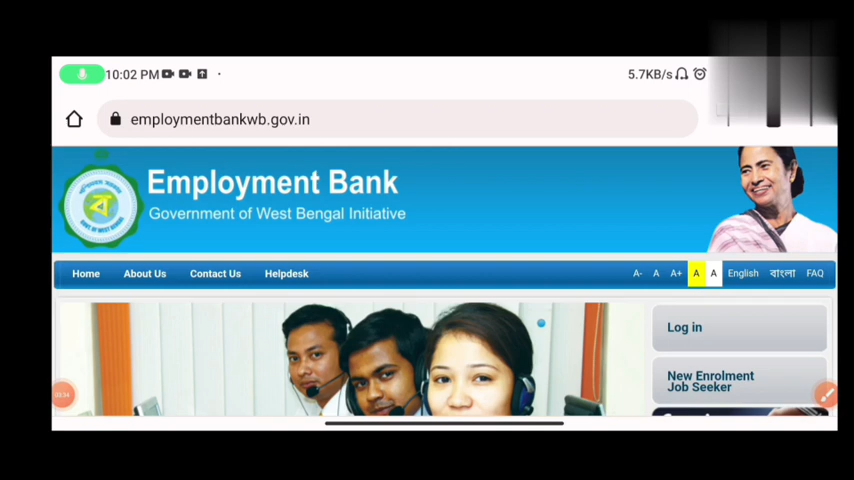 10:02 PM
5.7KB/s
employmentbankwb.gov.in
Employment Bank
Government of West Bengal Initiative
Home About Us Contact Us Helpdesk A- A A+ A A English বাংলা FAQ
Log in
New Enrolment
Job Seeker